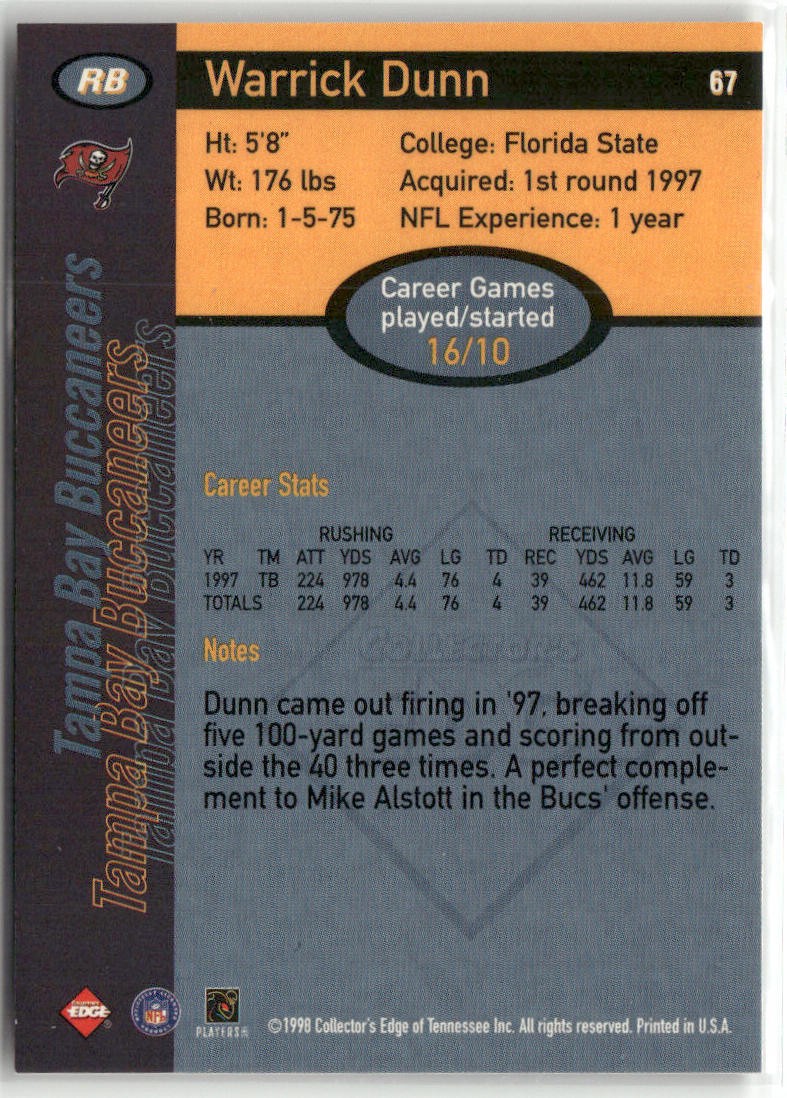 RB
Warrick Dunn 67
Ht: 5'8" College: Florida State
Wt: 176 lbs Acquired: 1st round 1997
Born: 1-5-75 NFL Experience: 1 year
Career Games
played/started
16/10
Tampa Bay Buccaneers
Tampa Bay Buccaneers
Tampa Bay Buccaneers
Career Stats
RUSHING RECEIVING
YR TM ATT YDS AVG LG TD REC YDS AVG LG TD
1997 TB 224 978 4.4 76 4 39 462 11.8 59 3
TOTALS 224 978 4.4 76 4 39 462 11.8 59 3
Notes
COLLECTOR'S
Dunn came out firing in '97, breaking off
five 100-yard games and scoring from out-
side the 40 three times. A perfect comple-
ment to Mike Alstott in the Bucs' offense.
EDGE ®
NFL
PLAYERS INC
©1998 Collector's Edge of Tennessee Inc. All rights reserved. Printed in U.S.A.